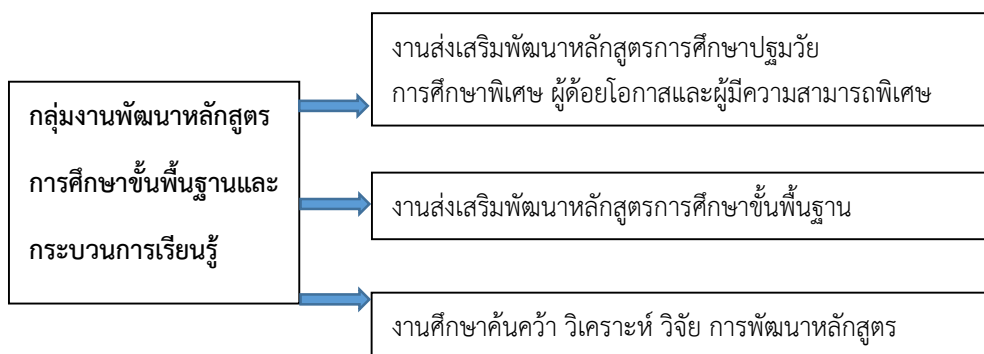 งานส่งเสริมพัฒนาหลักสูตรการศึกษาปฐมวัย
การศึกษาพิเศษ ผู้ด้อยโอกาสและผู้มีความสามารถพิเศษ
กลุ่มงานพัฒนาหลักสูตร
การศึกษาขั้นพื้นฐานและ
กระบวนการเรียนรู้
งานส่งเสริมพัฒนาหลักสูตรการศึกษาขั้นพื้นฐาน
งานศึกษาค้นคว้า วิเคราะห์ วิจัย การพัฒนาหลักสูตร